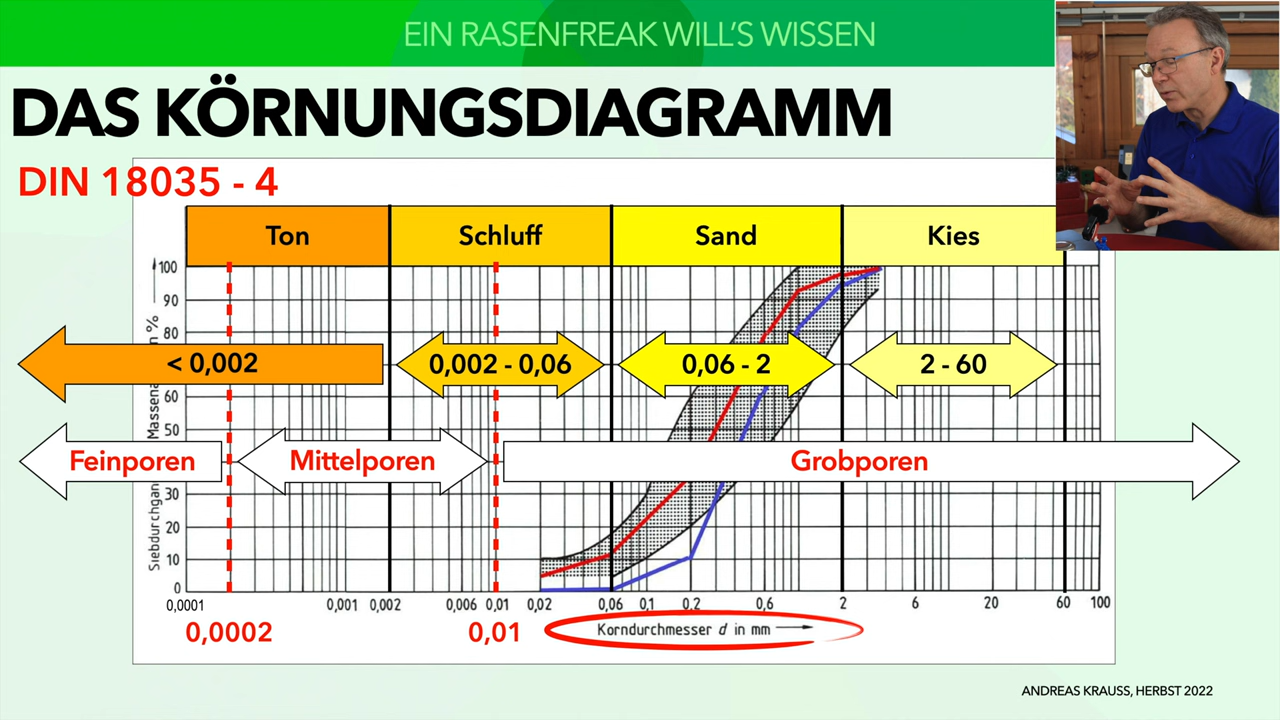 EIN RASENFREAK WILL'S WISSEN
DAS KÖRNUNGSDIAGRAMM
DIN 18035 - 4
Ton Schluff Sand Kies
100
90
80
< 0,002 0,002 - 0,06 0,06 - 2 2 - 60
60
50
Feinporen Mittelporen Grobporen
30
20
10
0
Siebdurchgan
Massena
n %
0,0001 0,001 0,002 0,006 0,01 0,02 0,06 0,1 0,2 0,6 2 6 20 60 100
0,0002 0,01 Korndurchmesser d in mm
ANDREAS KRAUSS, HERBST 2022